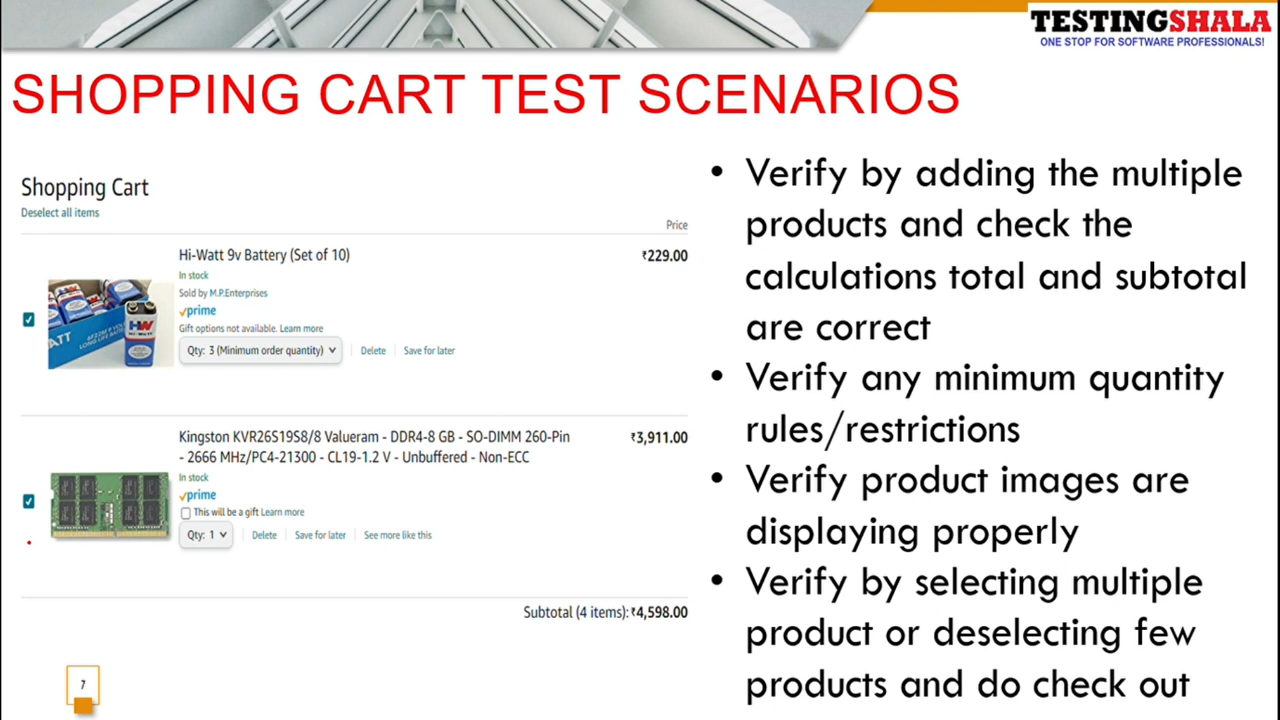 TESTINGSHALA
ONE STOP FOR SOFTWARE PROFESSIONALS!
SHOPPING CART TEST SCENARIOS
Shopping Cart
Deselect all items
Price
Hi-Watt 9v Battery (Set of 10)
₹229.00
In stock
Sold by M.P.Enterprises
prime
Gift options not available. Learn more
Qty: 3 (Minimum order quantity)
Delete
Save for later
HW
Kingston KVR26S19S8/8 Valueram - DDR4-8 GB - SO-DIMM 260-Pin
- 2666 MHz/PC4-21300 - CL19-1.2 V - Unbuffered - Non-ECC
₹3,911.00
In stock
prime
This will be a gift Learn more
Qty: 1
Delete
Save for later
See more like this
Subtotal (4 items): ₹4,598.00
• Verify by adding the multiple
products and check the
calculations total and subtotal
are correct
• Verify any minimum quantity
rules/restrictions
• Verify product images are
displaying properly
• Verify by selecting multiple
product or deselecting few
products and do check out
7